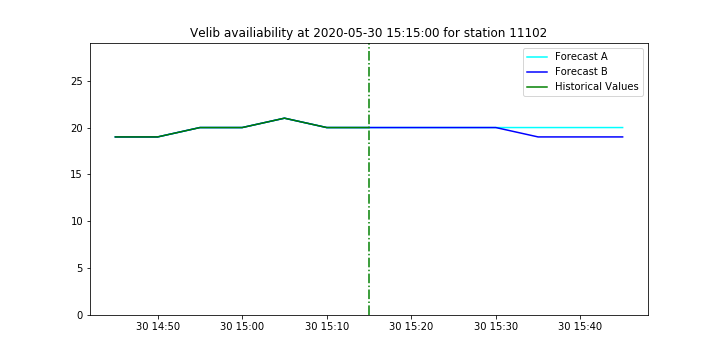 Velib availiability at 2020-05-30 15:15:00 for station 11102
Forecast A
Forecast B
Historical Values
25
20
15
10
5
0
30 14:50 30 15:00 30 15:10 30 15:20 30 15:30 30 15:40